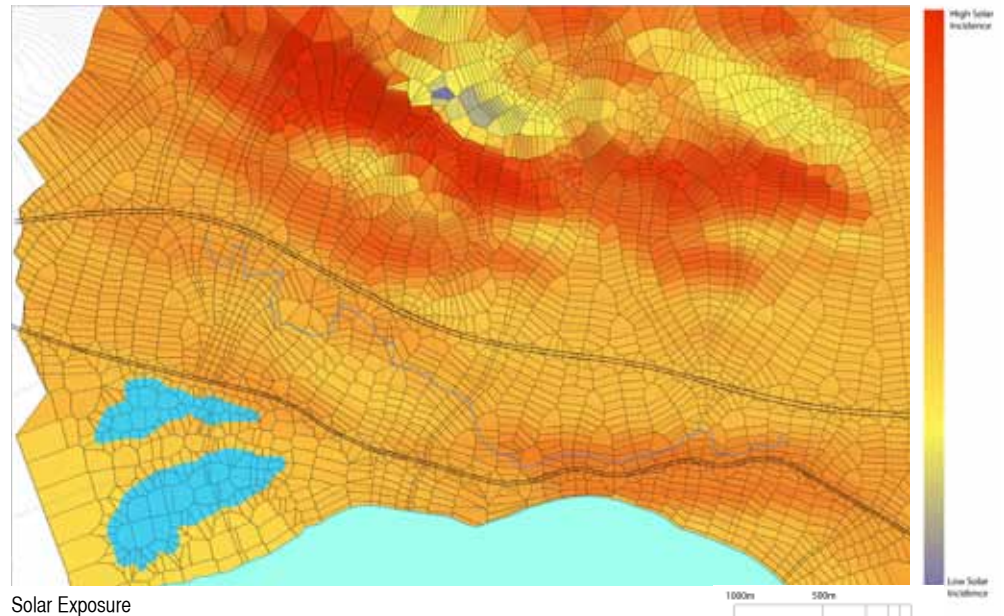 High Solar
Incidence
Low Solar
Incidence
Solar Exposure
1000m 500m